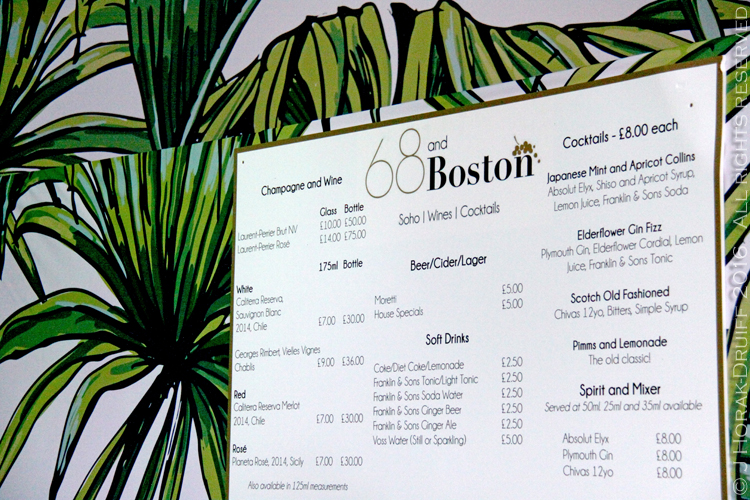 68 and
Boston
Soho | Wines | Cocktails
Champagne and Wine
Glass Bottle
Laurent-Perrier Brut NV £10.00 £50.00
Laurent-Perrier Rosé £14.00 £75.00
175ml Bottle
White
Caliterra Reserva,
Sauvignon Blanc
2014, Chile £7.00 £30.00
Georges Rimbert, Vielles Vignes
Chablis £9.00 £36.00
Red
Caliterra Reserva Merlot
2014, Chile £7.00 £30.00
Rosé
Planeta Rosé, 2014, Sicily £7.00 £30.00
Also available in 125ml measurements
Beer/Cider/Lager
Moretti £5.00
House Specials £5.00
Soft Drinks
Coke/Diet Coke/Lemonade £2.50
Franklin & Sons Tonic/Light Tonic £2.50
Franklin & Sons Soda Water £2.50
Franklin & Sons Ginger Beer £2.50
Franklin & Sons Ginger Ale £2.50
Voss Water (Still or Sparkling) £5.00
Cocktails - £8.00 each
Japanese Mint and Apricot Collins
Absolut Elyx, Shiso and Apricot Syrup,
Lemon Juice, Franklin & Sons Soda
Elderflower Gin Fizz
Plymouth Gin, Elderflower Cordial, Lemon
Juice, Franklin & Sons Tonic
Scotch Old Fashioned
Chivas 12yo, Bitters, Simple Syrup
Pimms and Lemonade
The old classic!
Spirit and Mixer
Served at 50ml, 25ml and 35ml available
Absolut Elyx £8.00
Plymouth Gin £8.00
Chivas 12yo £8.00
© J HORAK-DRUIFF 2016. ALL RIGHTS RESERVED